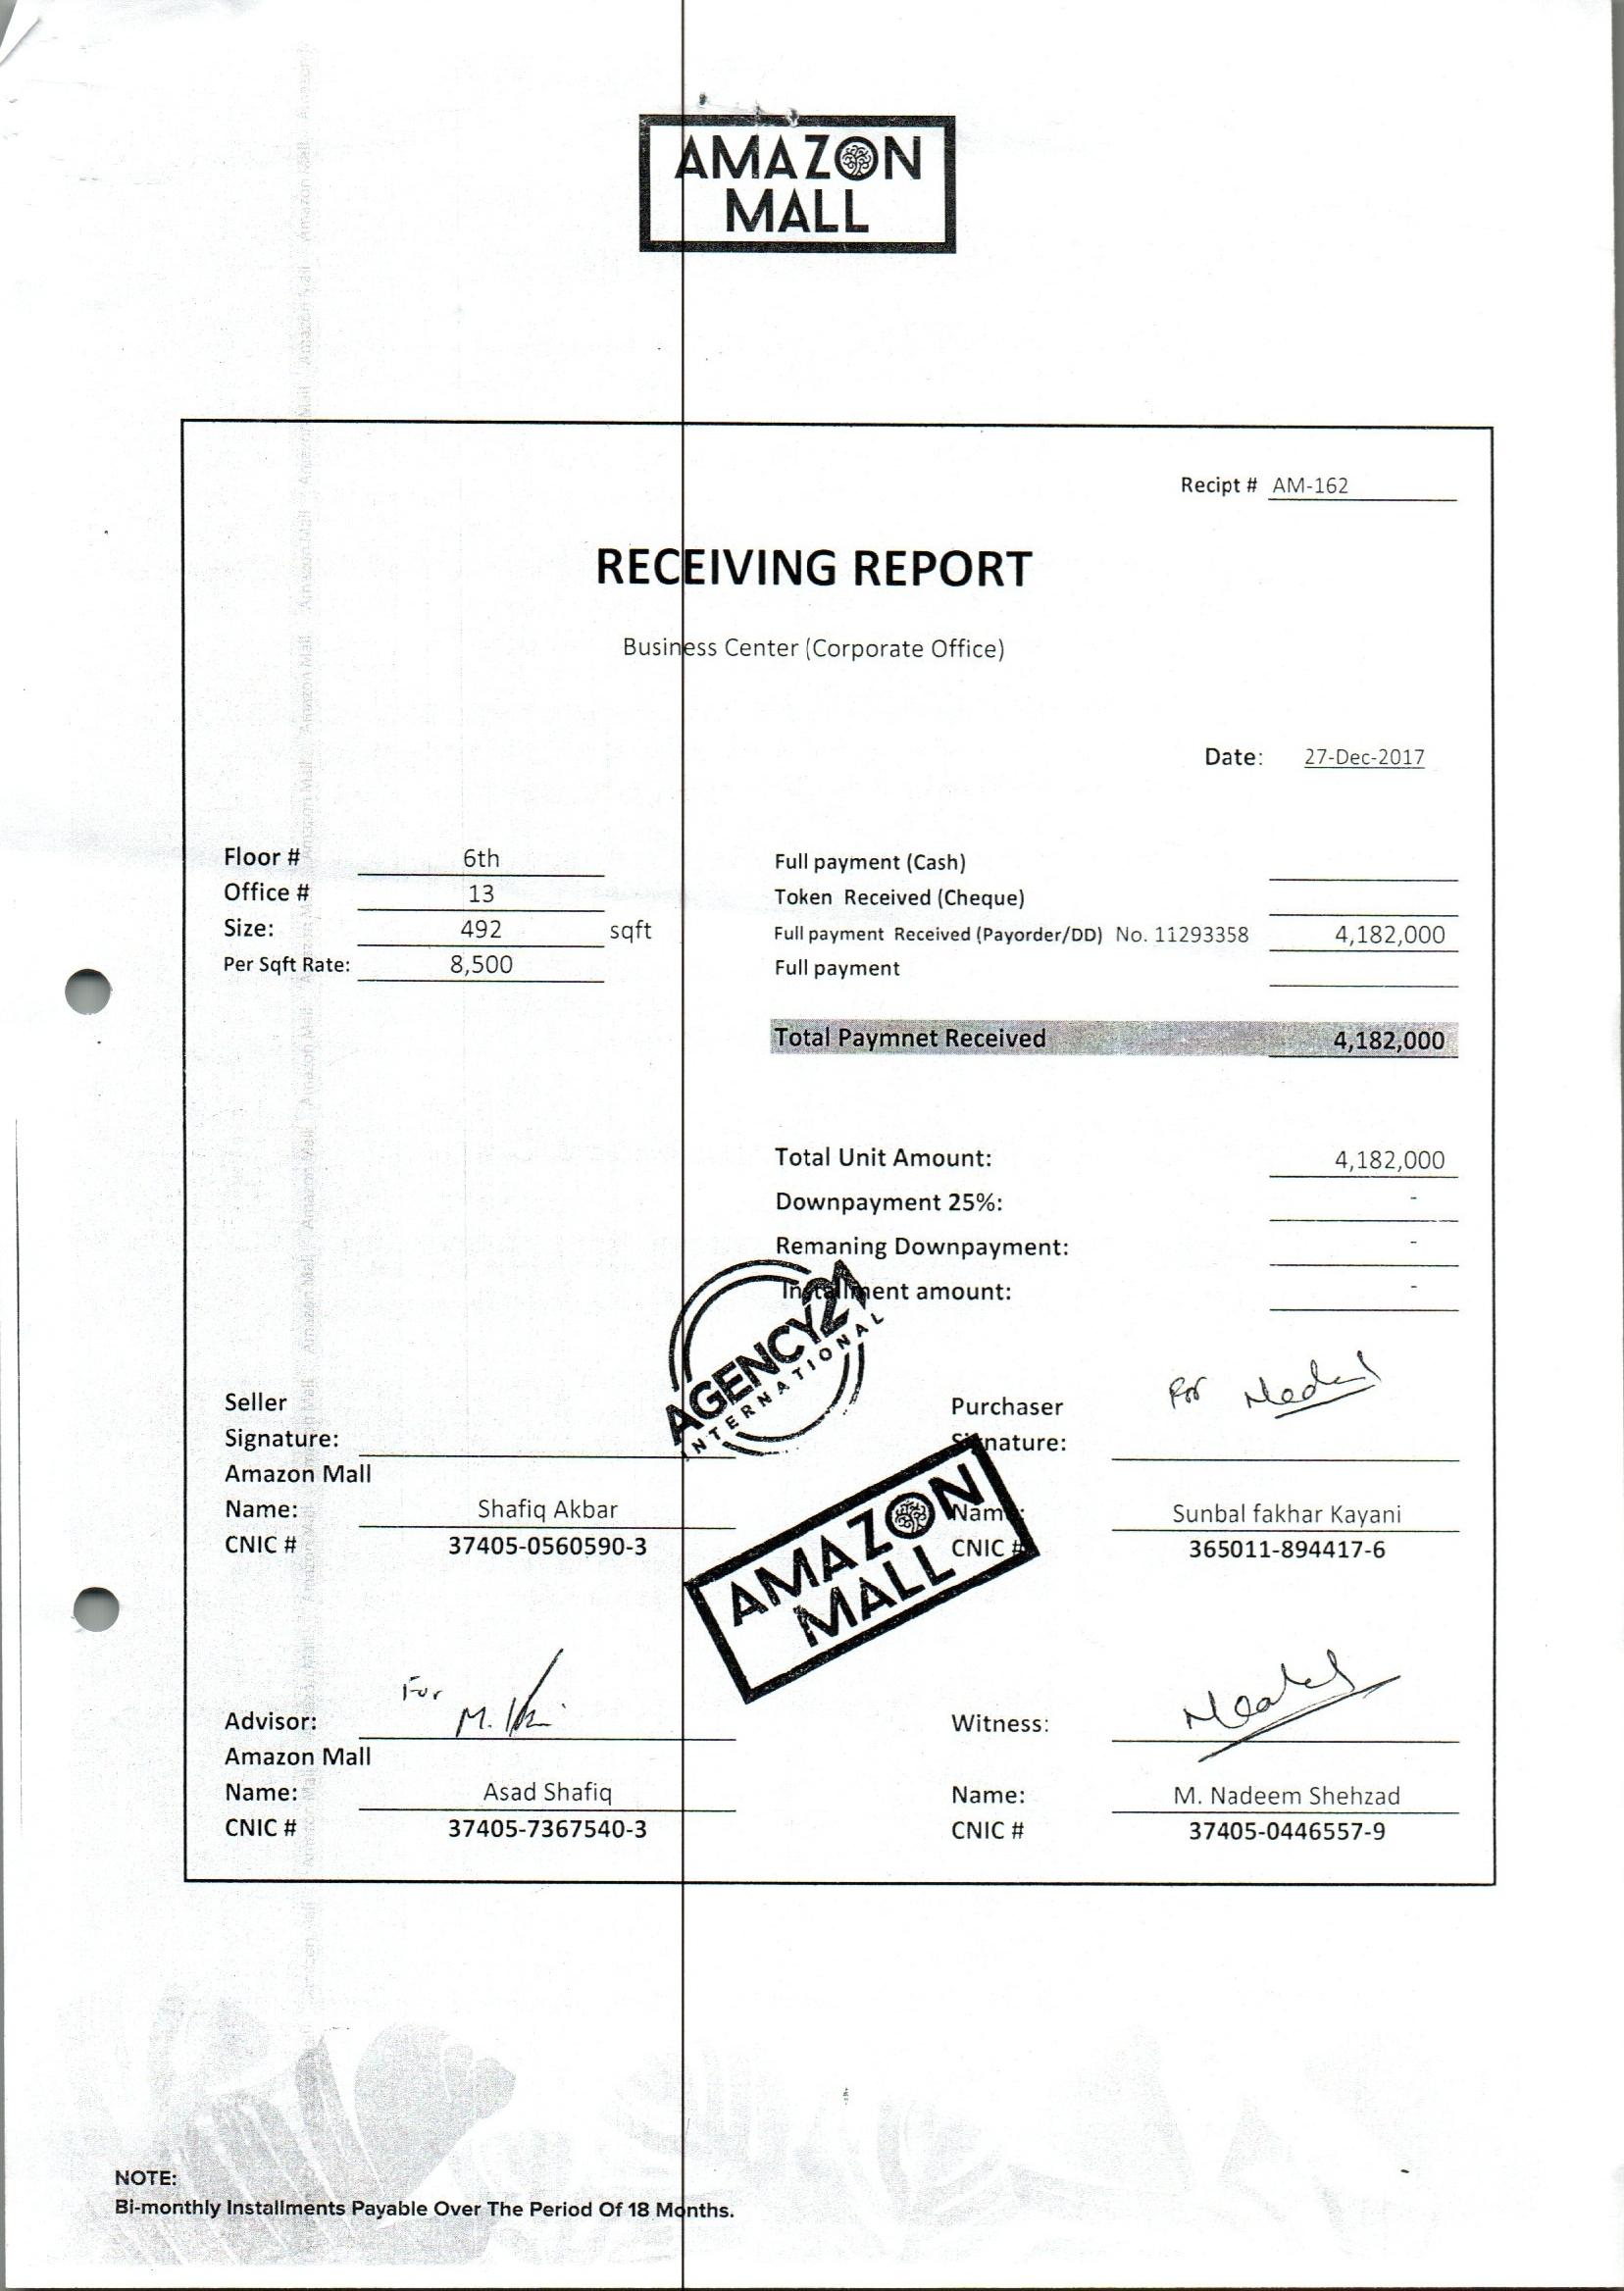 AMAZON
MALL
Recipt # AM-162
RECEIVING REPORT
Business Center (Corporate Office)
Date: 27-Dec-2017
Floor # 6th
Office # 13
Size: 492 sqft
Per Sqft Rate: 8,500
Full payment (Cash)
Token Received (Cheque)
Full payment Received (Payorder/DD) No. 11293358 4,182,000
Full payment
Total Paymnet Received 4,182,000
Total Unit Amount: 4,182,000
Downpayment 25%: -
Remaning Downpayment: -
Installment amount: -
AGENCY21
INTERNATIONAL
Seller
Signature:
Amazon Mall
Name: Shafiq Akbar
CNIC # 37405-0560590-3
Purchaser
Signature: For
Name: Sunbal fakhar Kayani
CNIC # 365011-894417-6
AMAZON
MALL
For
Advisor: M.
Amazon Mall
Name: Asad Shafiq
CNIC # 37405-7367540-3
Witness:
Name: M. Nadeem Shehzad
CNIC # 37405-0446557-9
NOTE:
Bi-monthly Installments Payable Over The Period Of 18 Months.